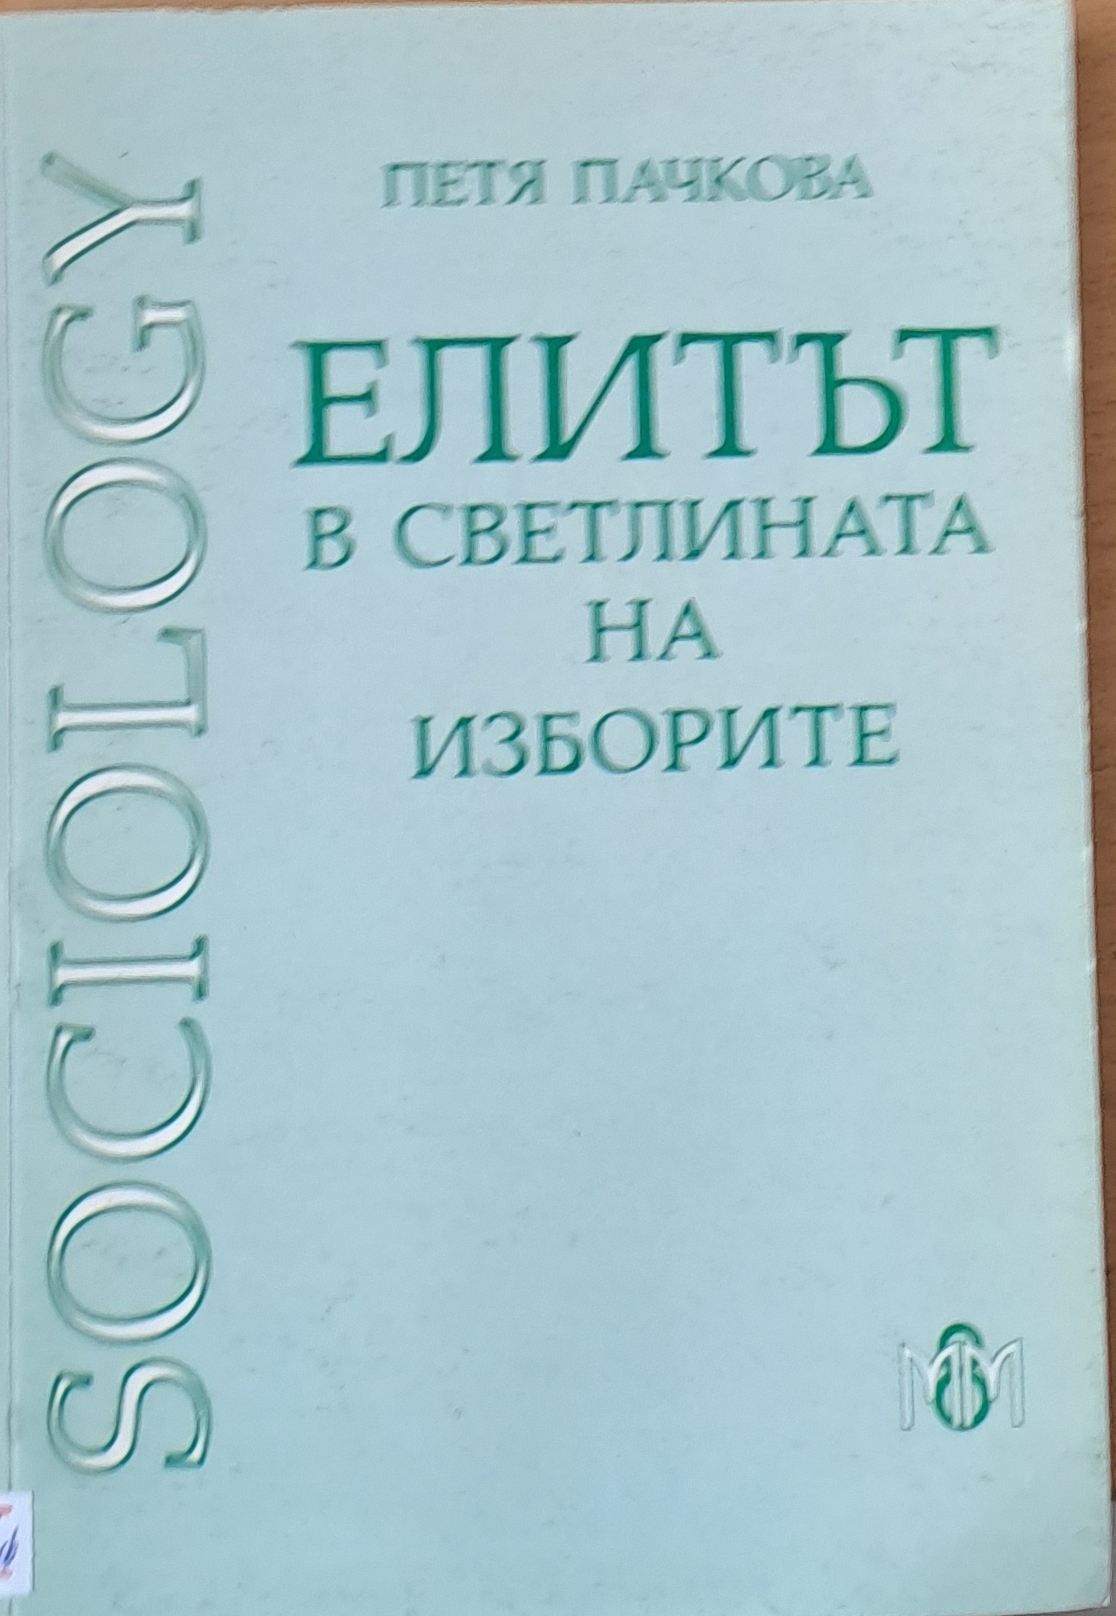 ПЕТЯ ПАЧКОВА
ЕЛИТЪТ
В СВЕТЛИНАТА
НА
ИЗБОРИТЕ
SOCIOLOGY